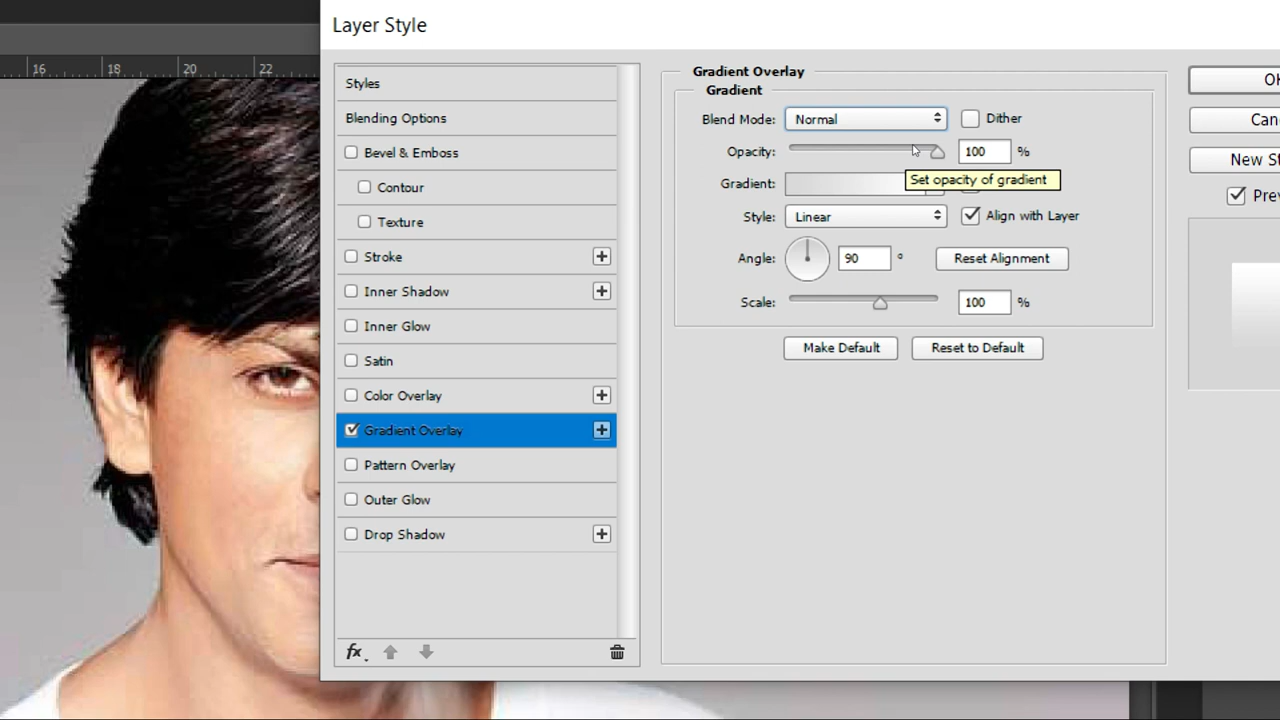 Layer Style
16 18 20 22
Styles
Blending Options
Bevel & Emboss
Contour
Texture
Stroke
Inner Shadow
Inner Glow
Satin
Color Overlay
Gradient Overlay
Pattern Overlay
Outer Glow
Drop Shadow
fx
Gradient Overlay
Gradient
Blend Mode: Normal Dither
Opacity: 100 %
Set opacity of gradient
Gradient:
Style: Linear Align with Layer
Angle: 90 ° Reset Alignment
Scale: 100 %
Make Default Reset to Default
OK
Canc
New St
Prev